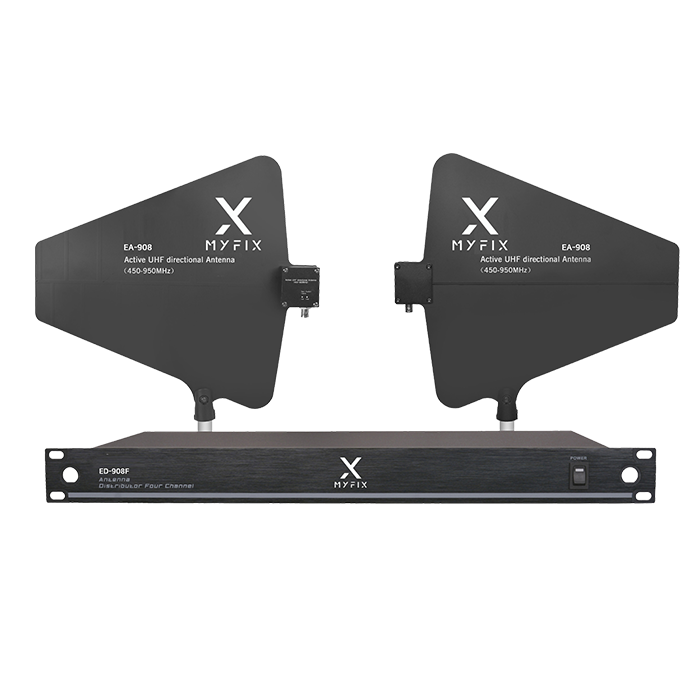 X
MYFIX
EA-908
Active UHF directional Antenna
(450-950MHz)
X
MYFIX
EA-908
Active UHF directional Antenna
(450-950MHz)
ED-908F
Antenna
Distributor Four Channel
X
MYFIX
POWER